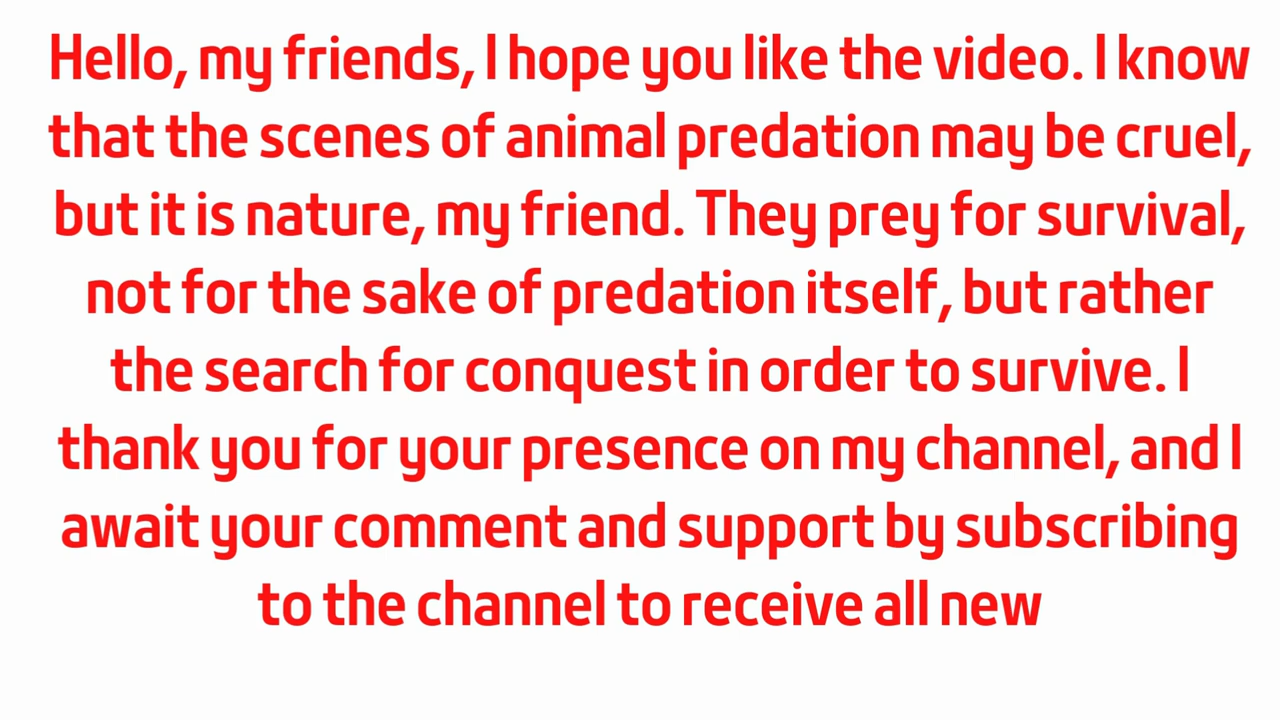 Hello, my friends, I hope you like the video. I know
that the scenes of animal predation may be cruel,
but it is nature, my friend. They prey for survival,
not for the sake of predation itself, but rather
the search for conquest in order to survive. I
thank you for your presence on my channel, and I
await your comment and support by subscribing
to the channel to receive all new